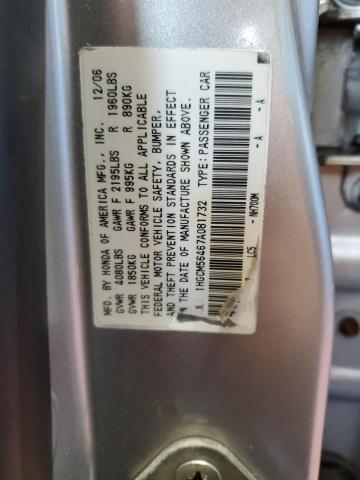 MFD. BY HONDA OF AMERICA MFG., INC. 12/06
GVWR 4080LBS GAWR F 2195LBS R 1960LBS
GVWR 1850KG GAWR F 995KG R 890KG
THIS VEHICLE CONFORMS TO ALL APPLICABLE
FEDERAL MOTOR VEHICLE SAFETY, BUMPER,
THEFT PREVENTION STANDARDS IN EFFECT
ON THE DATE OF MANUFACTURE SHOWN ABOVE.
1HGCM56467A081732 TYPE: PASSENGER CAR
LC5 NH700M -A -A